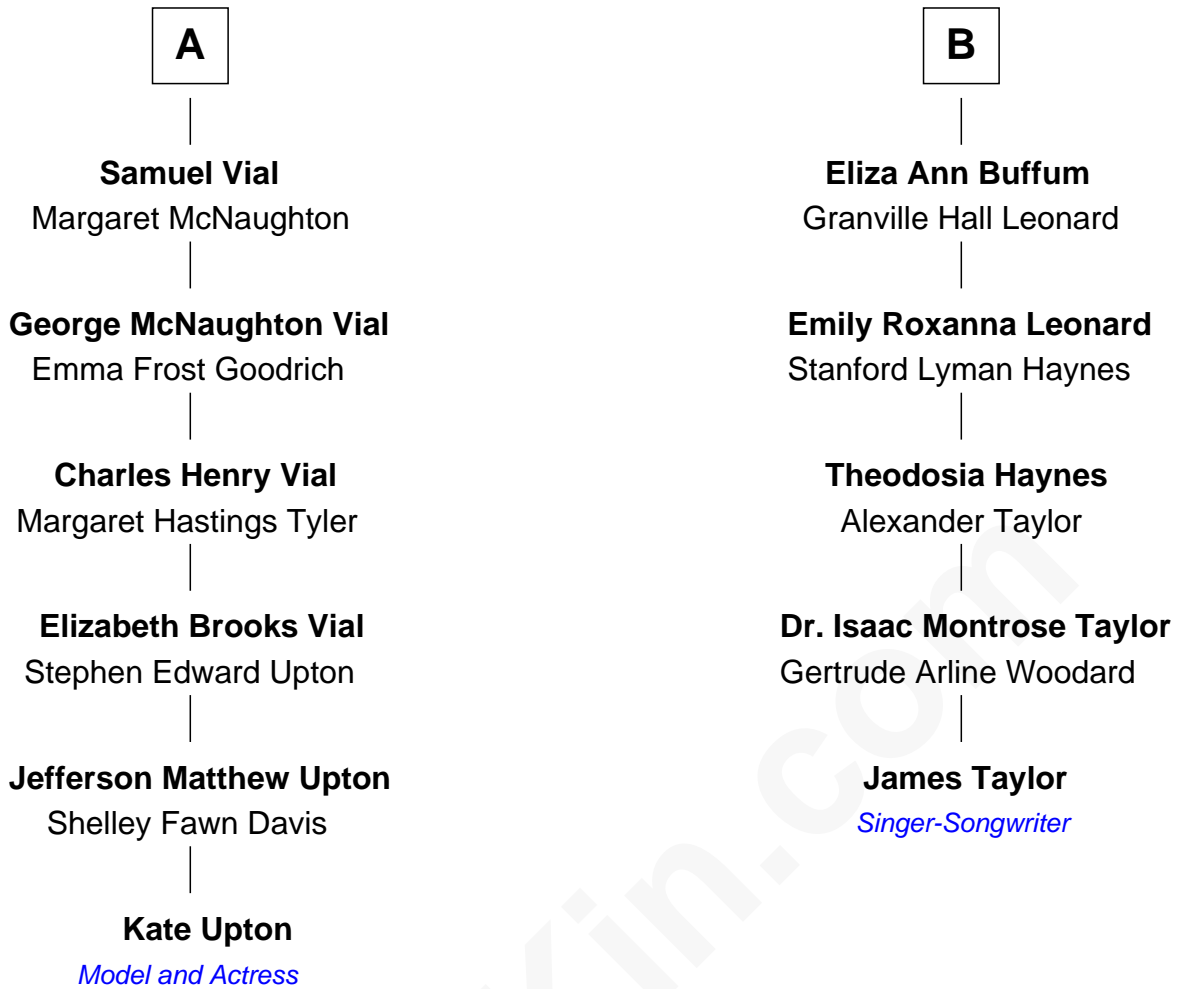 A
Samuel Vial
Margaret McNaughton
George McNaughton Vial
Emma Frost Goodrich
Charles Henry Vial
Margaret Hastings Tyler
Elizabeth Brooks Vial
Stephen Edward Upton
Jefferson Matthew Upton
Shelley Fawn Davis
Kate Upton
Model and Actress
B
Eliza Ann Buffum
Granville Hall Leonard
Emily Roxanna Leonard
Stanford Lyman Haynes
Theodosia Haynes
Alexander Taylor
Dr. Isaac Montrose Taylor
Gertrude Arline Woodard
James Taylor
Singer-Songwriter
Kin.com